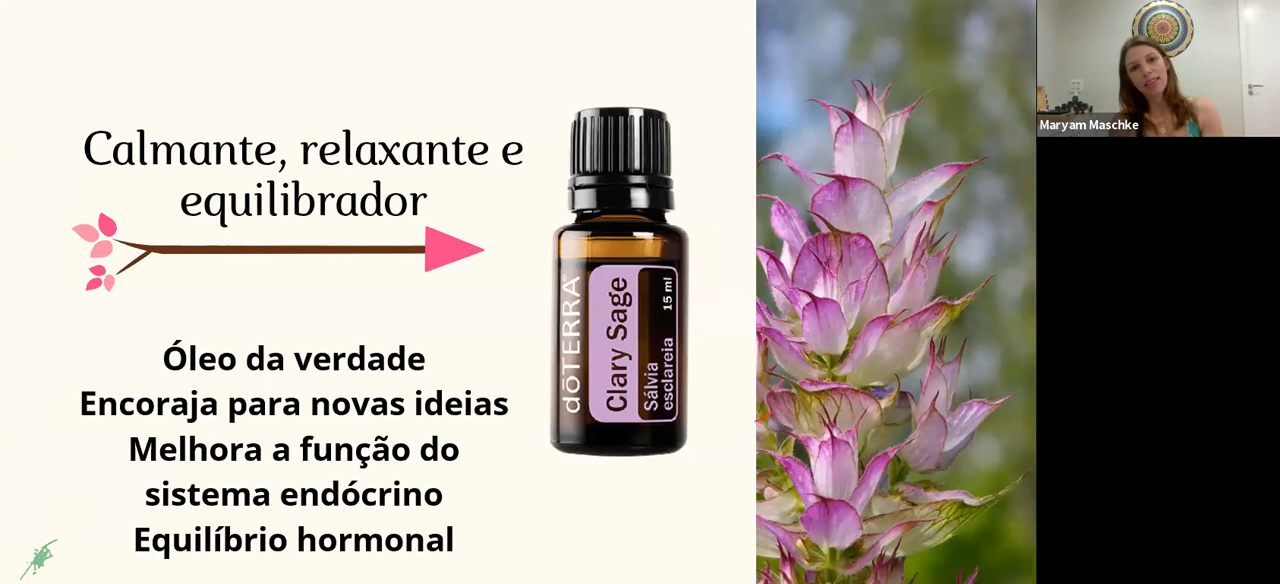 Calmante, relaxante e
equilibrador
Óleo da verdade
Encoraja para novas ideias
Melhora a função do
sistema endócrino
Equilíbrio hormonal
dōTERRA
Clary Sage
Sálvia
esclareia
15 ml
Maryam Maschke